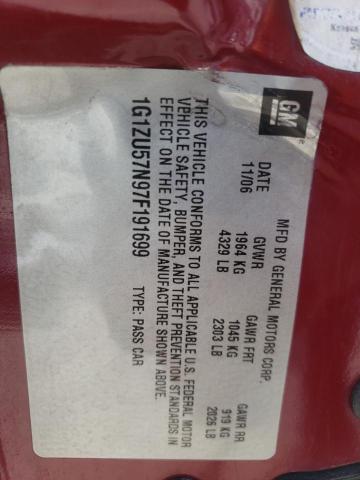 GM
MFD BY GENERAL MOTORS CORP.
DATE GVWR GAWR FRT GAWR RR
11/06 1964 KG 1045 KG 919 KG
4329 LB 2303 LB 2026 LB
THIS VEHICLE CONFORMS TO ALL APPLICABLE U.S. FEDERAL MOTOR
VEHICLE SAFETY, BUMPER, AND THEFT PREVENTION STANDARDS IN
EFFECT ON THE DATE OF MANUFACTURE SHOWN ABOVE.
1G1ZU57N97F191699 TYPE: PASS CAR